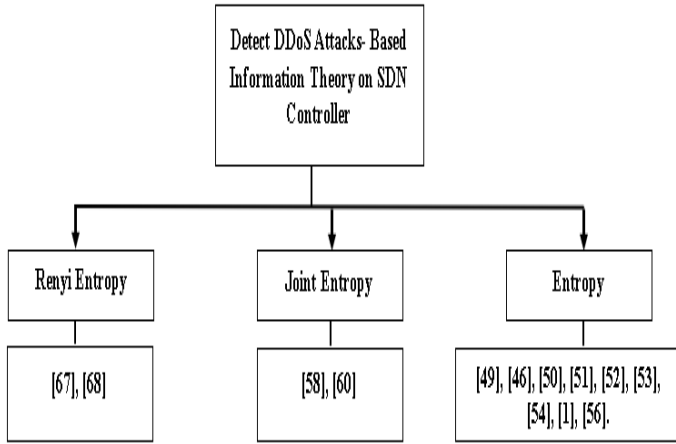 Detect DDoS Attacks- Based
Information Theory on SDN
Controller
Renyi Entropy
Joint Entropy
Entropy
[67], [68]
[58], [60]
[49], [46], [50], [51], [52], [53],
[54], [1], [56].